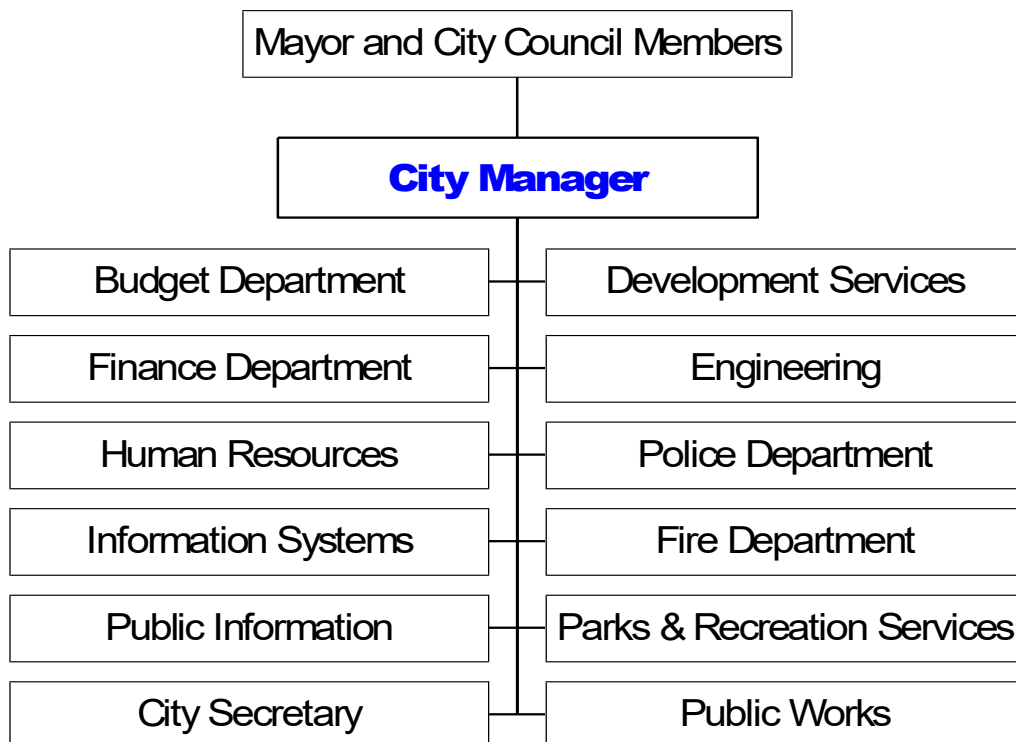 Mayor and City Council Members
City Manager
Budget Department
Development Services
Finance Department
Engineering
Human Resources
Police Department
Information Systems
Fire Department
Public Information
Parks & Recreation Services
City Secretary
Public Works